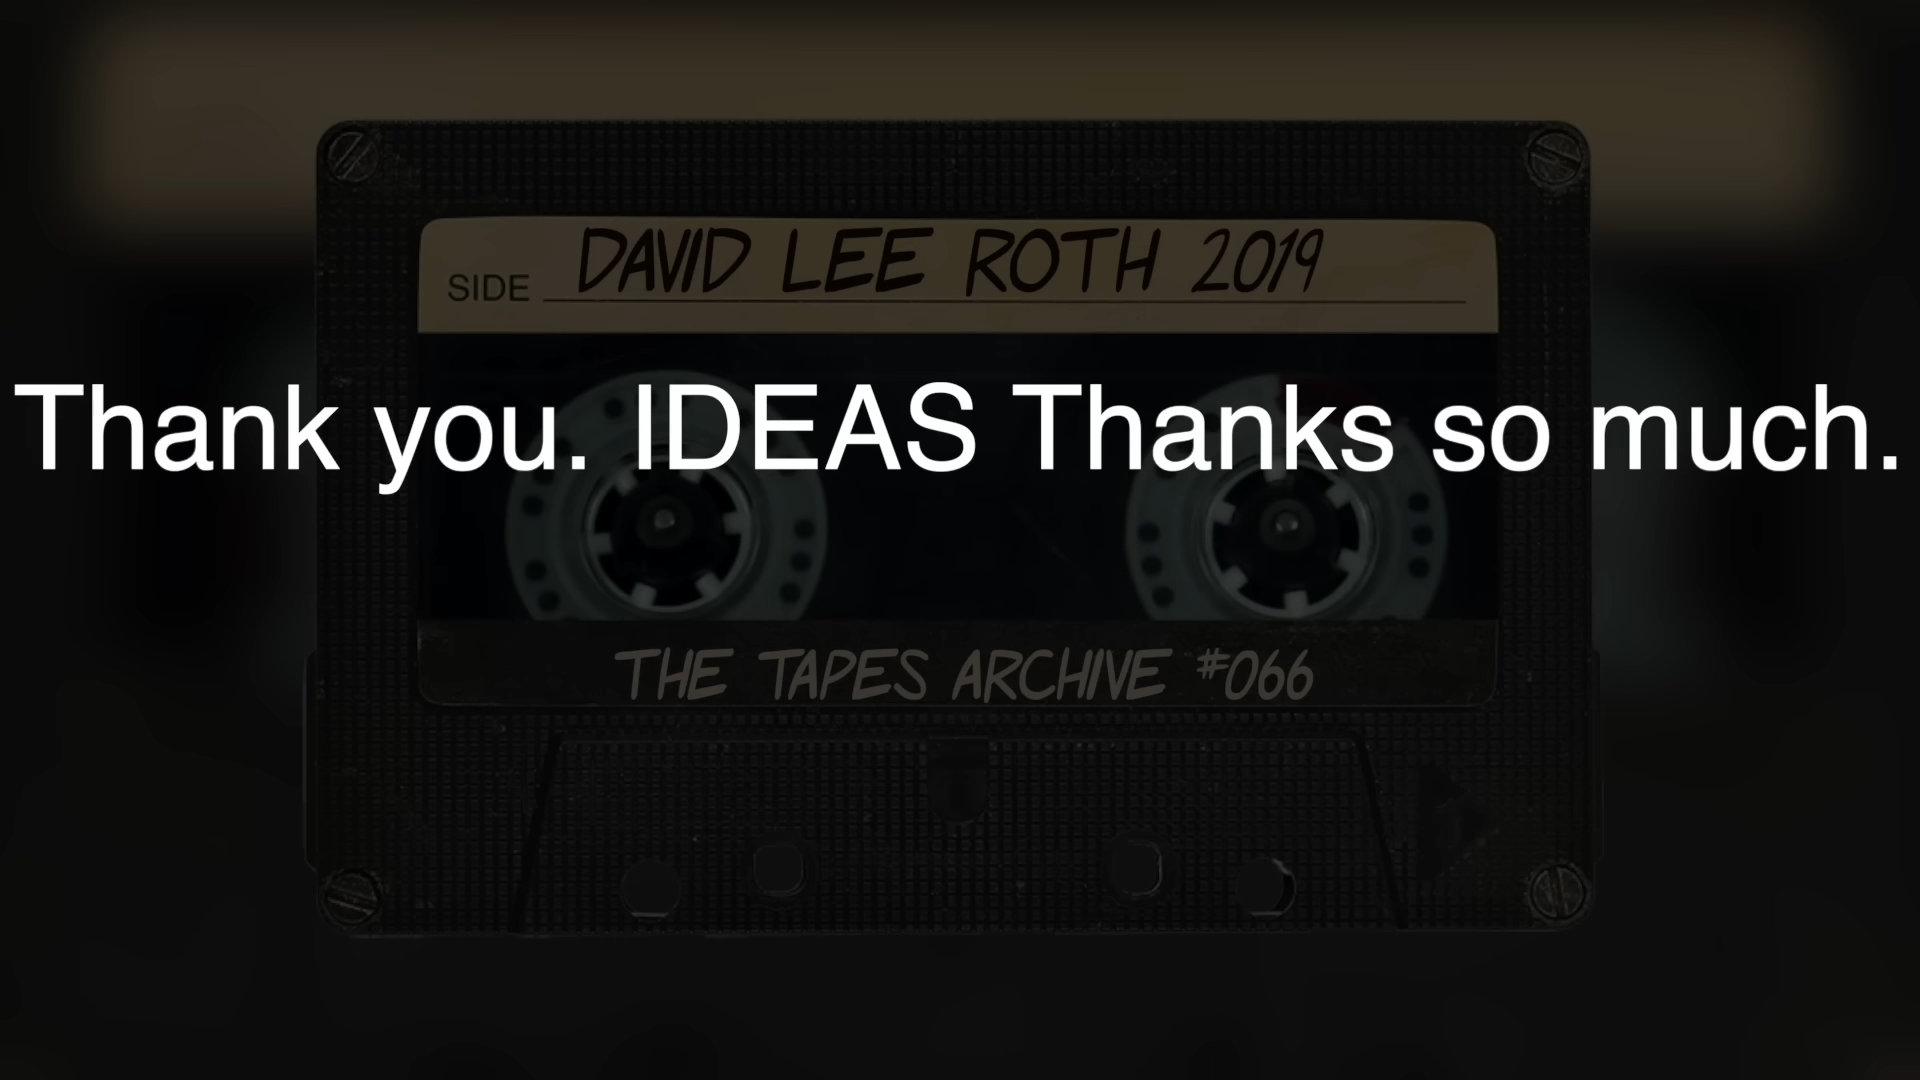 SIDE DAVID LEE ROTH 2019
Thank you. IDEAS Thanks so much.
THE TAPES ARCHIVE #066